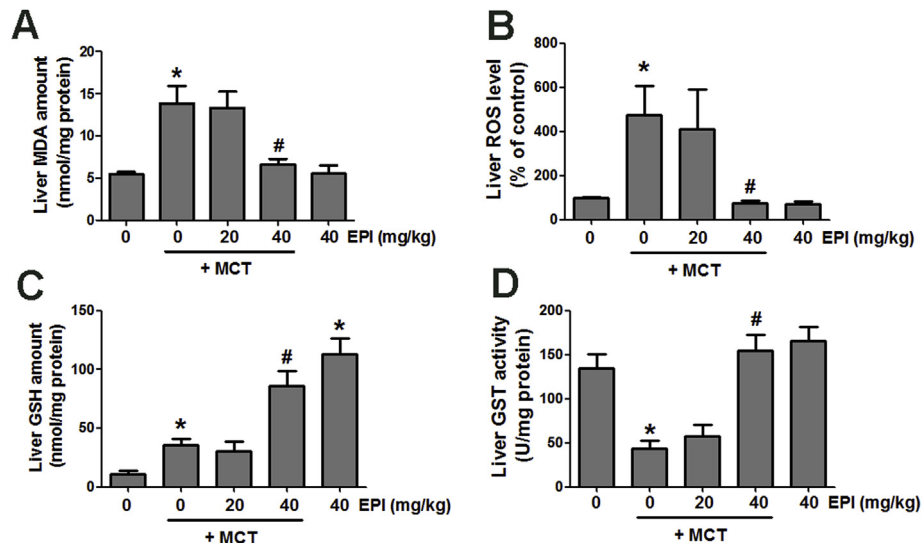 A
Liver MDA amount
(nmol/mg protein)
20
15
10
5
0
*
#
0 0 20 40 40 EPI (mg/kg)
+ MCT
B
Liver ROS level
(% of control)
800
600
400
200
0
*
#
0 0 20 40 40 EPI (mg/kg)
+ MCT
C
Liver GSH amount
(nmol/mg protein)
150
100
50
0
*
#
*
0 0 20 40 40 EPI (mg/kg)
+ MCT
D
Liver GST activity
(U/mg protein)
200
150
100
50
0
*
#
0 0 20 40 40 EPI (mg/kg)
+ MCT